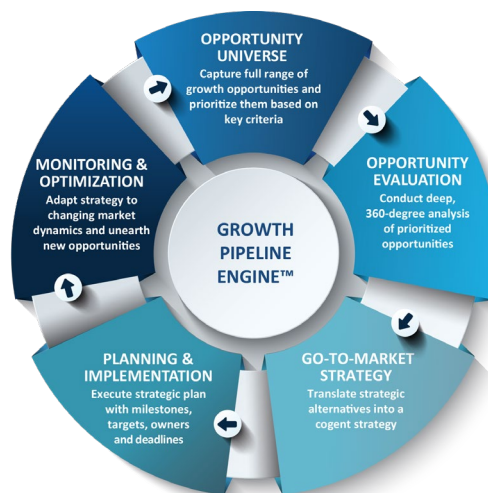 OPPORTUNITY
UNIVERSE
Capture full range of
growth opportunities and
prioritize them based on
key criteria
OPPORTUNITY
EVALUATION
Conduct deep,
360-degree analysis
of prioritized
opportunities
GO-TO-MARKET
STRATEGY
Translate strategic
alternatives into a
cogent strategy
PLANNING &
IMPLEMENTATION
Execute strategic plan
with milestones,
targets, owners
and deadlines
MONITORING &
OPTIMIZATION
Adapt strategy to
changing market
dynamics and unearth
new opportunities
GROWTH
PIPELINE
ENGINE™